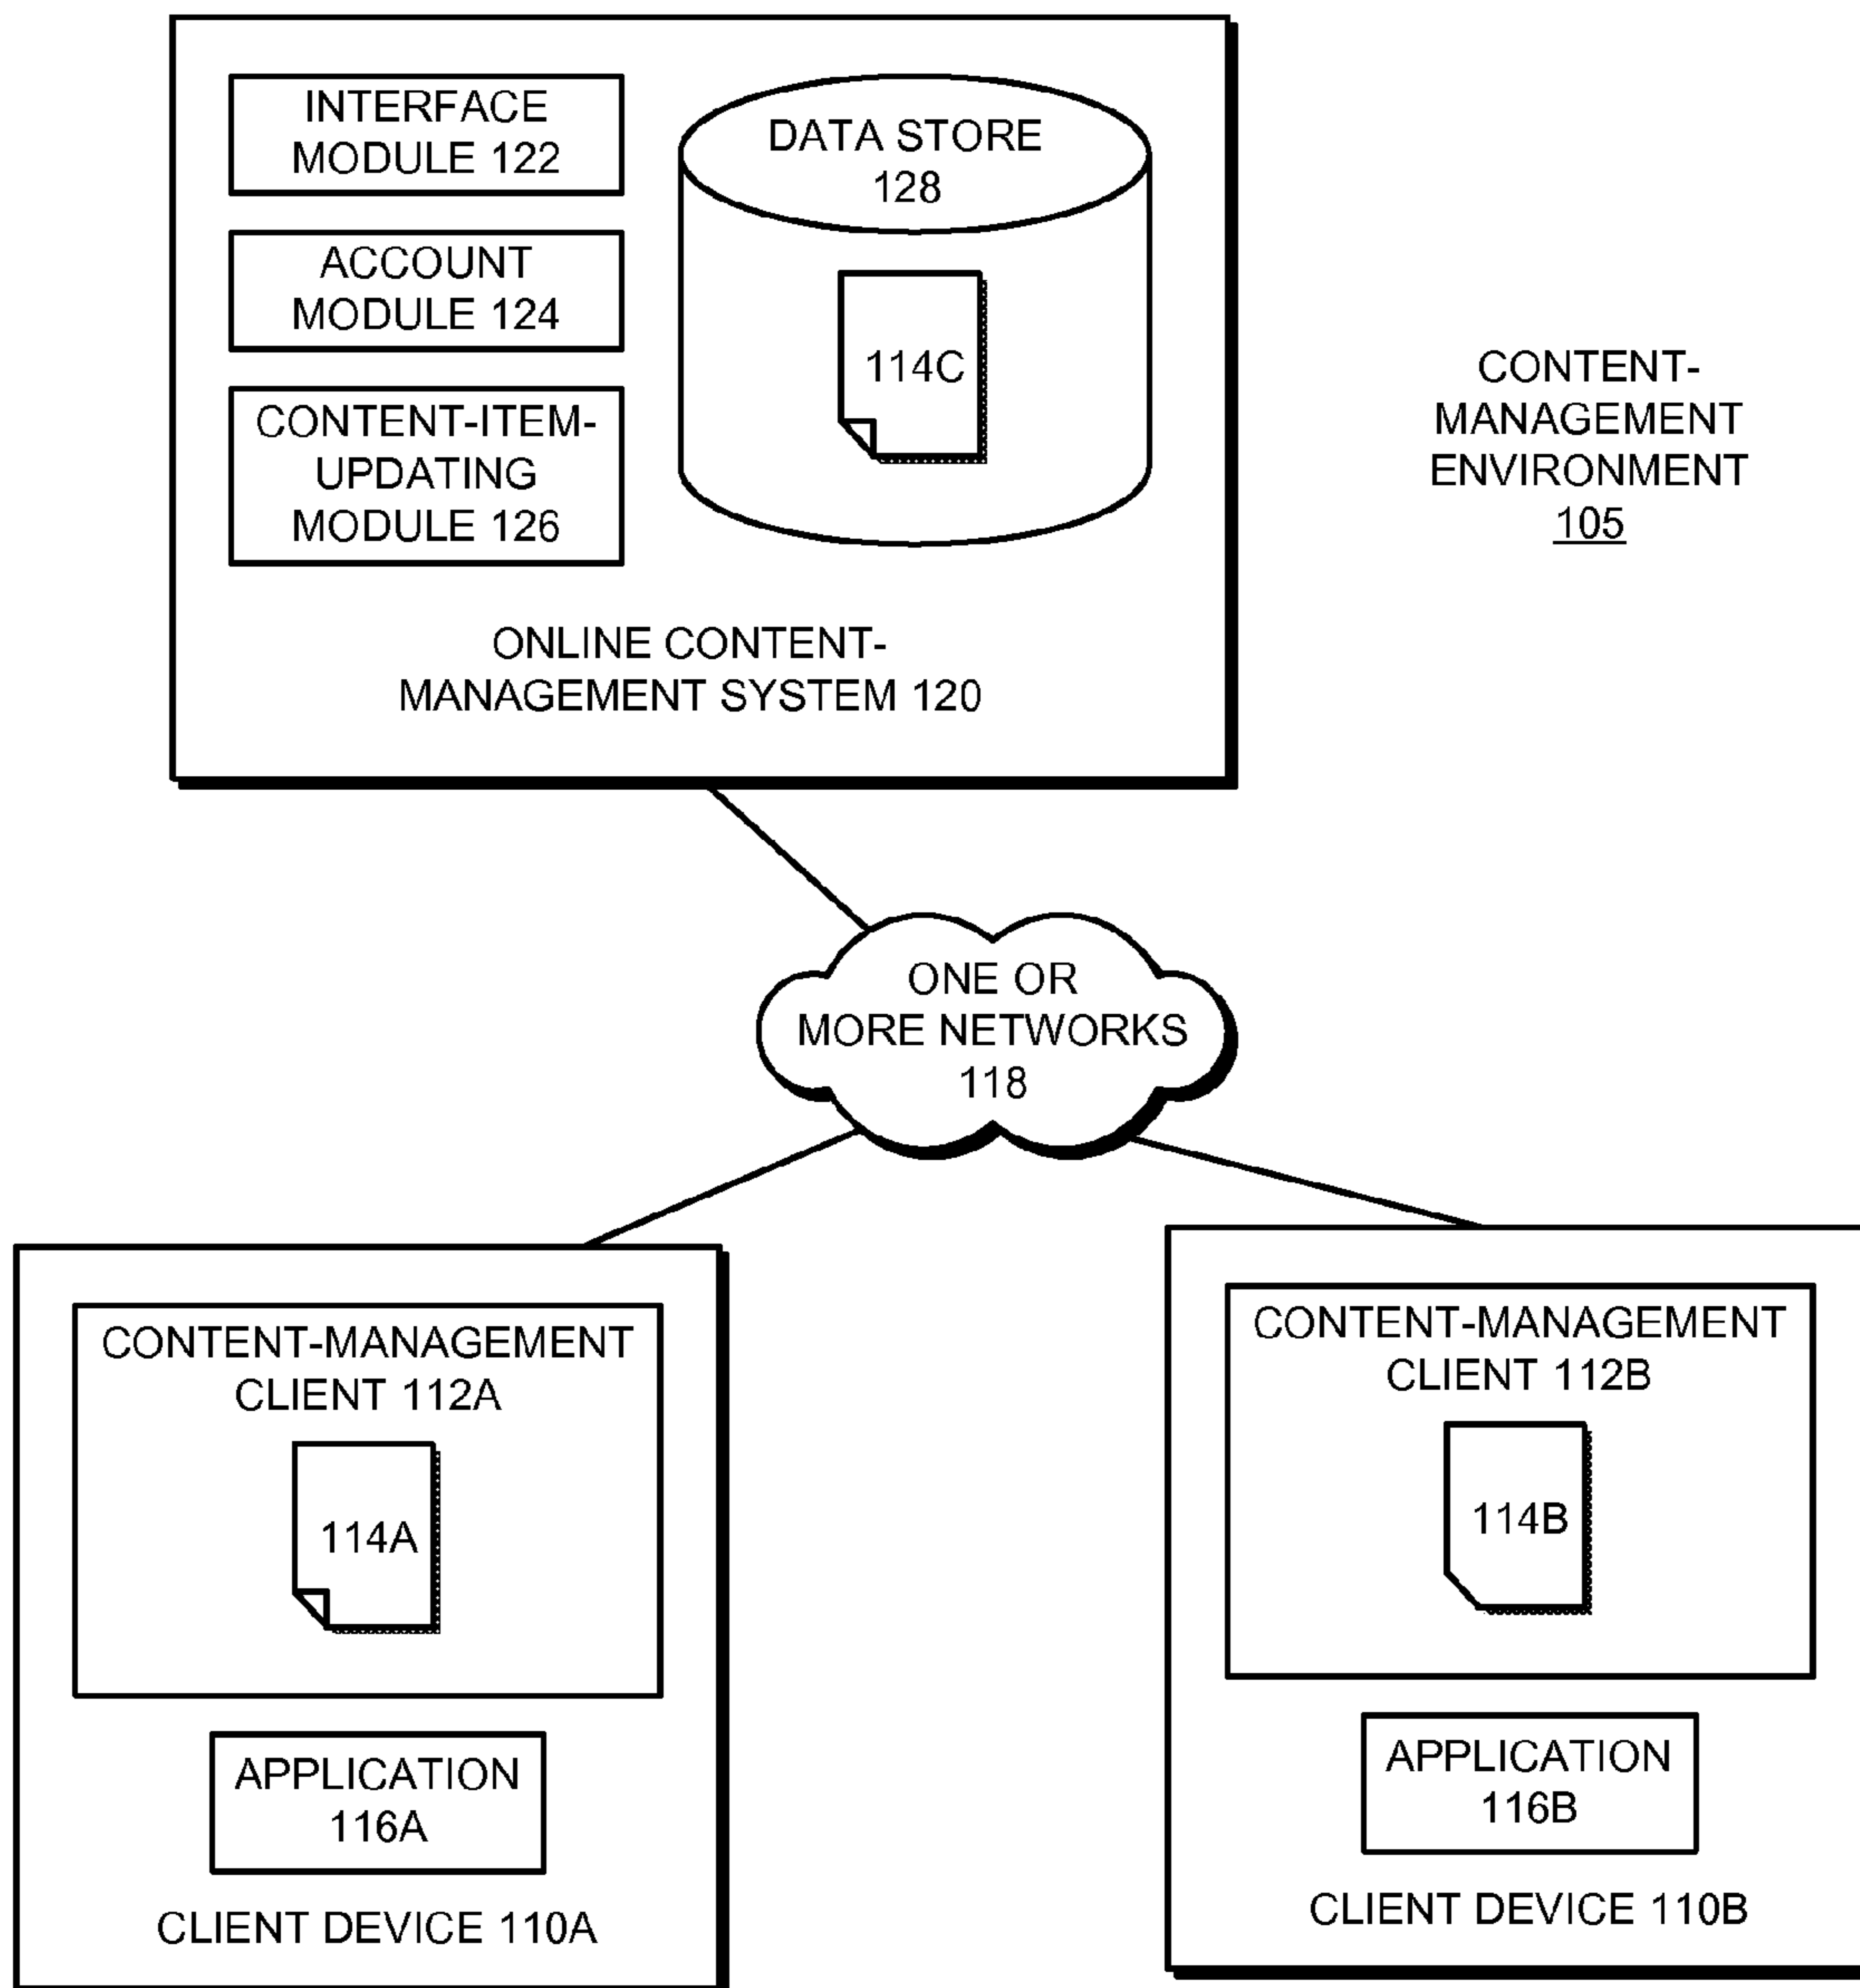 INTERFACE
MODULE 122
ACCOUNT
MODULE 124
CONTENT-ITEM-
UPDATING
MODULE 126
DATA STORE
128
114C
ONLINE CONTENT-
MANAGEMENT SYSTEM 120
CONTENT-
MANAGEMENT
ENVIRONMENT
105
ONE OR
MORE NETWORKS
118
CONTENT-MANAGEMENT
CLIENT 112A
114A
APPLICATION
116A
CLIENT DEVICE 110A
CONTENT-MANAGEMENT
CLIENT 112B
114B
APPLICATION
116B
CLIENT DEVICE 110B